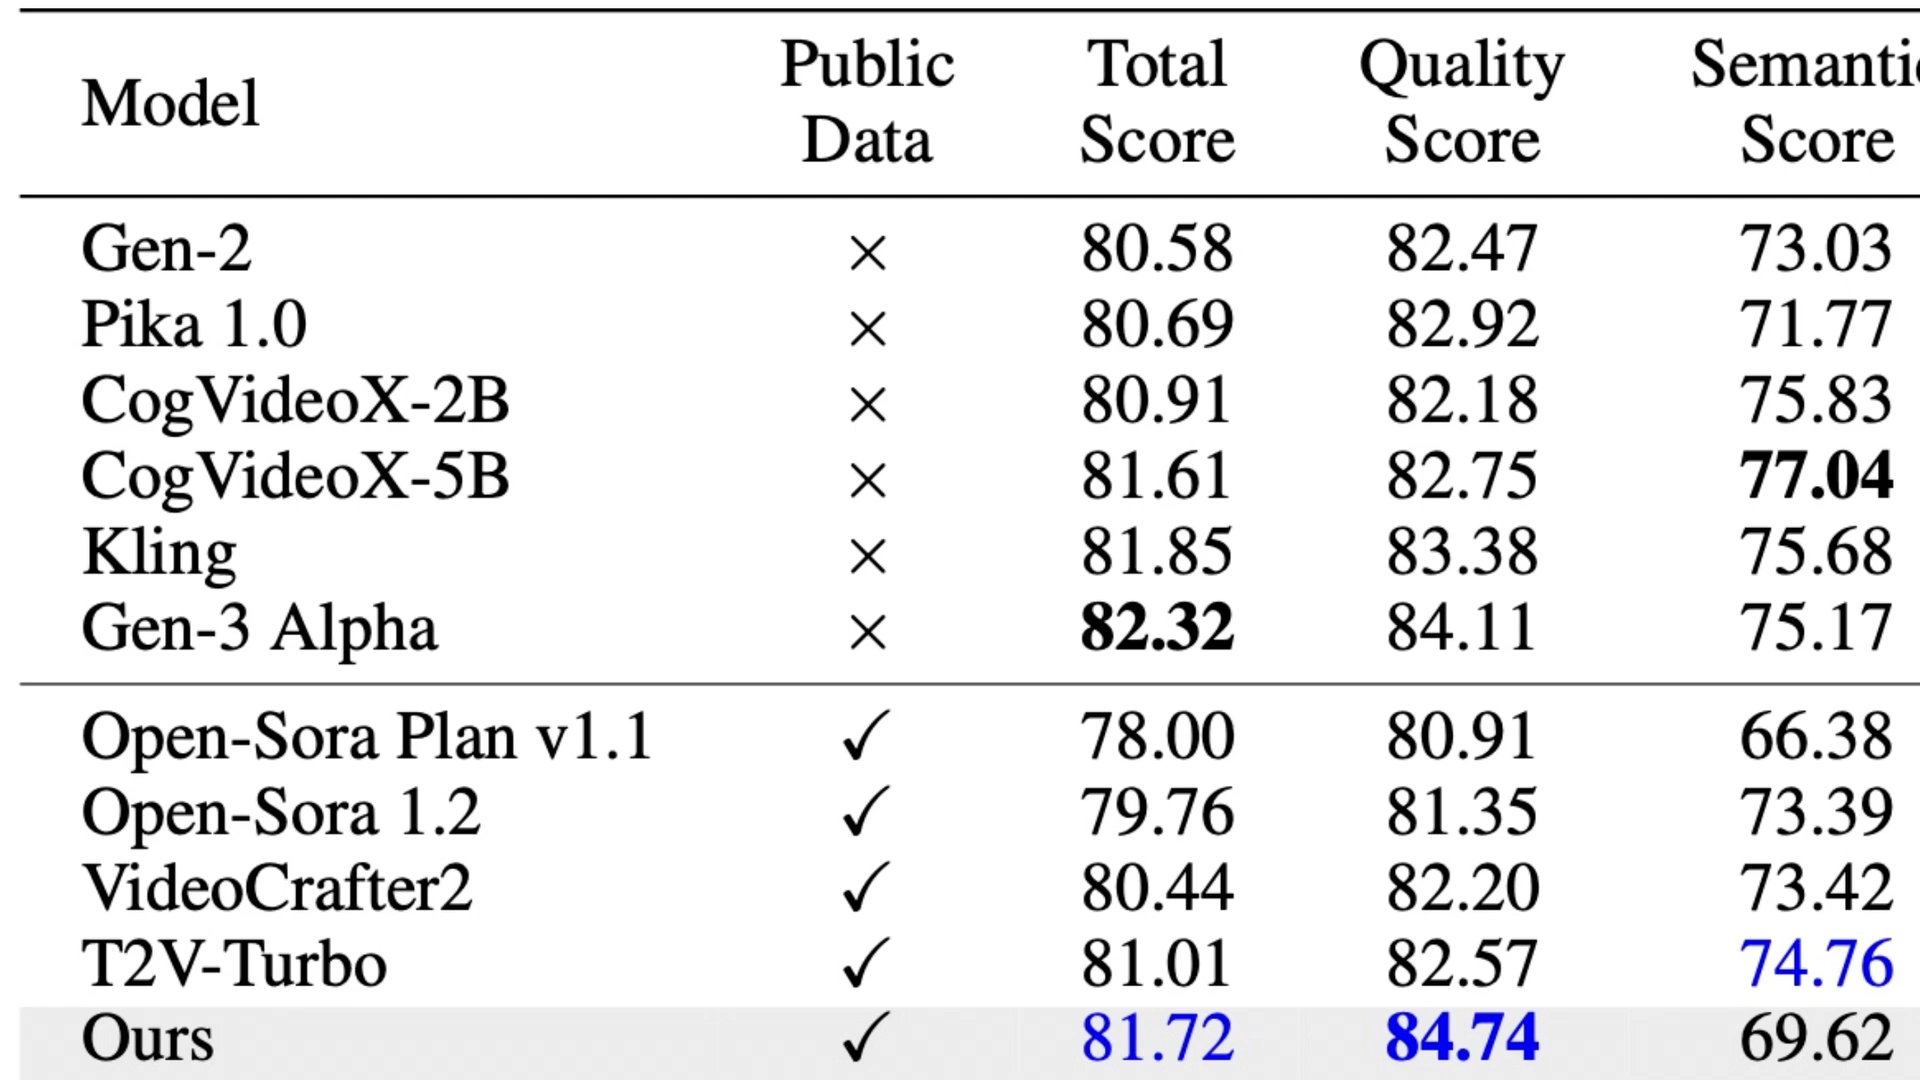 Model Public Data Total Score Quality Score Semantic Score
Gen-2 × 80.58 82.47 73.03
Pika 1.0 × 80.69 82.92 71.77
CogVideoX-2B × 80.91 82.18 75.83
CogVideoX-5B × 81.61 82.75 77.04
Kling × 81.85 83.38 75.68
Gen-3 Alpha × 82.32 84.11 75.17
Open-Sora Plan v1.1 ✓ 78.00 80.91 66.38
Open-Sora 1.2 ✓ 79.76 81.35 73.39
VideoCrafter2 ✓ 80.44 82.20 73.42
T2V-Turbo ✓ 81.01 82.57 74.76
Ours ✓ 81.72 84.74 69.62